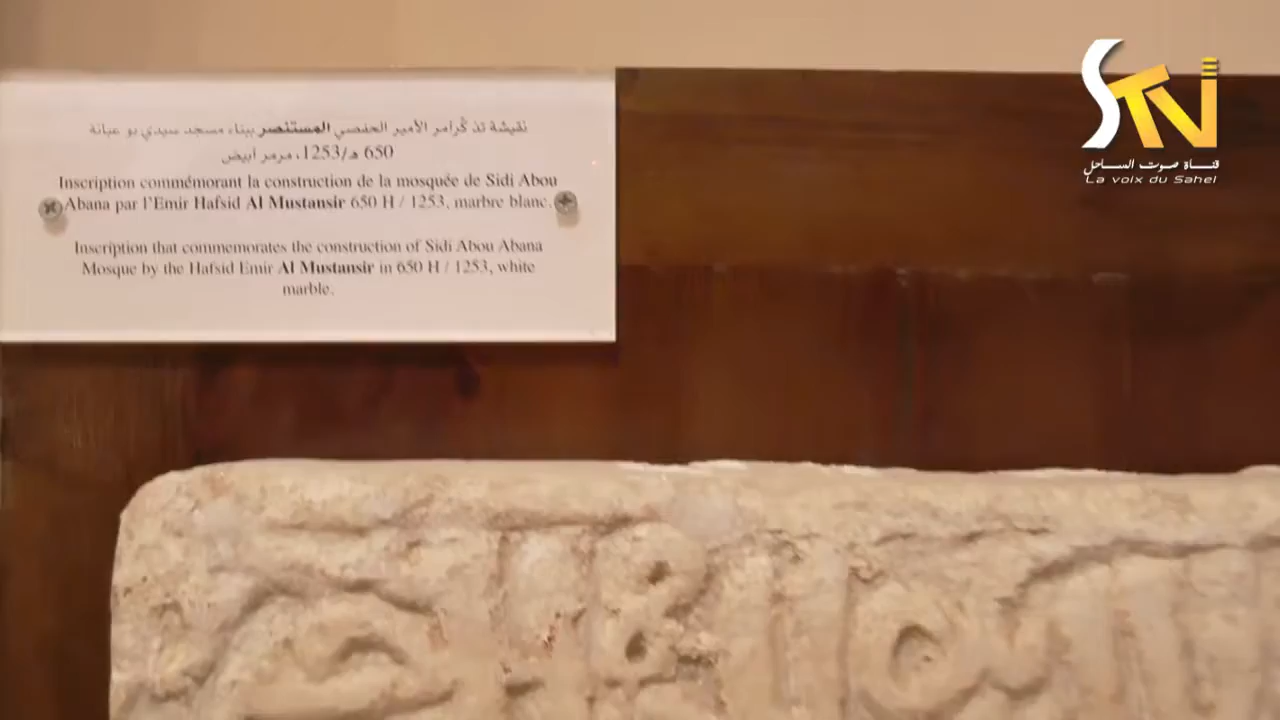 نقيشة تذكّر أمر الأمير الحفصي المستنصر ببناء مسجد سيدي بو عبانة
650 هـ/1253، مرمر أبيض
Inscription commémorant la construction de la mosquée de Sidi Abou
Abana par l'Emir Hafsid Al Mustansir 650 H / 1253, marbre blanc.
Inscription that commemorates the construction of Sidi Abou Abana
Mosque by the Hafsid Emir Al Mustansir in 650 H / 1253, white
marble.
STV
قناة صوت الساحل
La voix du Sahel